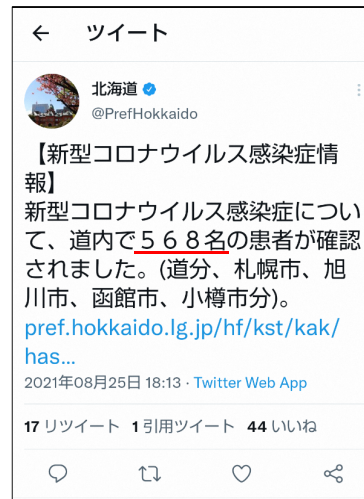 ツイート
北海道
@PrefHokkaido
【新型コロナウイルス感染症情
報】
新型コロナウイルス感染症につい
て、道内で５６８名の患者が確認
されました。(道分、札幌市、旭
川市、函館市、小樽市分)。
pref.hokkaido.lg.jp/hf/kst/kak/
has...
2021年08月25日 18:13 · Twitter Web App
17 リツイート 1 引用ツイート 44 いいね